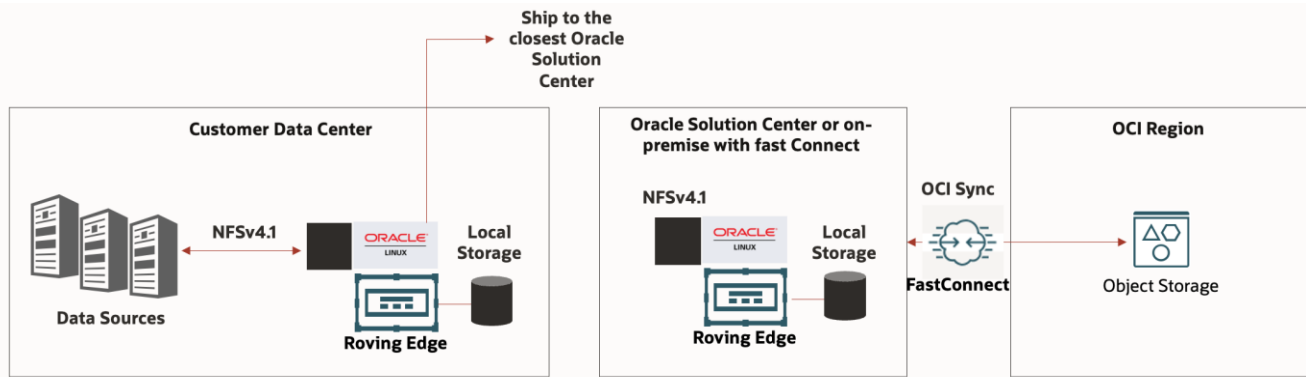 Ship to the
closest Oracle
Solution
Center
Customer Data Center
NFSv4.1
ORACLE
LINUX
Local
Storage
Data Sources
Roving Edge
Oracle Solution Center or on-
premise with fast Connect
NFSv4.1
ORACLE
LINUX
Local
Storage
Roving Edge
OCI Sync
FastConnect
OCI Region
Object Storage